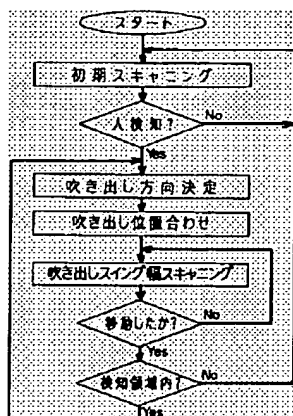 スタート
初期スキャニング
人検知?
No
Yes
吹き出し方向決定
吹き出し位置合わせ
吹き出しスイング幅スキャニング
移動したか?
No
Yes
検知領域内?
No
Yes